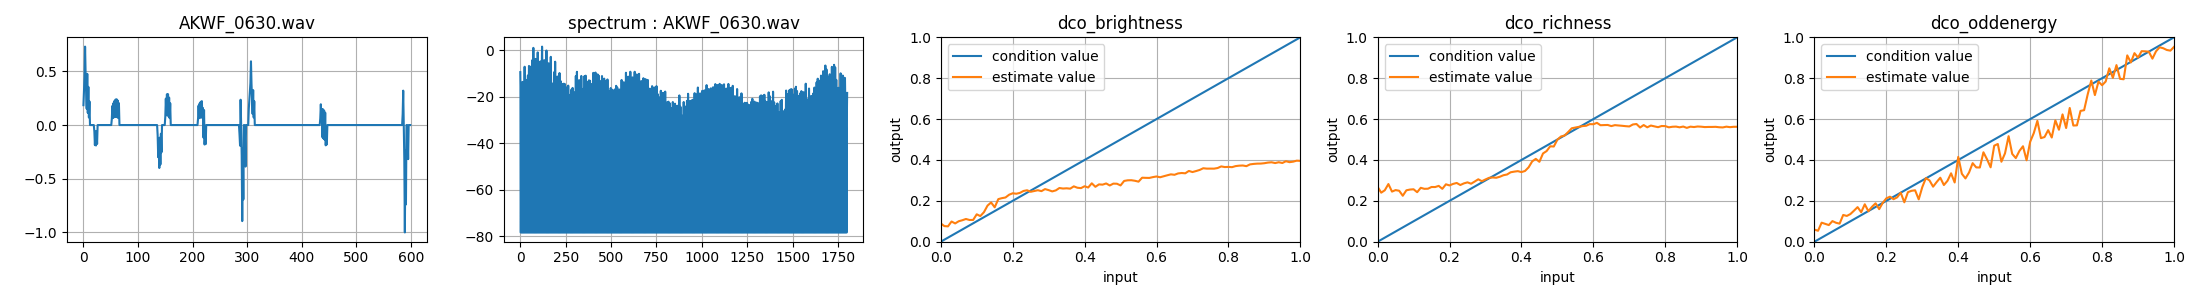 AKWF_0630.wav
0.5
0.0
−0.5
−1.0
0 100 200 300 400 500 600
spectrum : AKWF_0630.wav
0
−20
−40
−60
−80
0 250 500 750 1000 1250 1500 1750
dco_brightness
condition value
estimate value
output
1.0
0.8
0.6
0.4
0.2
0.0
0.0 0.2 0.4 0.6 0.8 1.0
input
dco_richness
condition value
estimate value
output
1.0
0.8
0.6
0.4
0.2
0.0
0.0 0.2 0.4 0.6 0.8 1.0
input
dco_oddenergy
condition value
estimate value
output
1.0
0.8
0.6
0.4
0.2
0.0
0.0 0.2 0.4 0.6 0.8 1.0
input